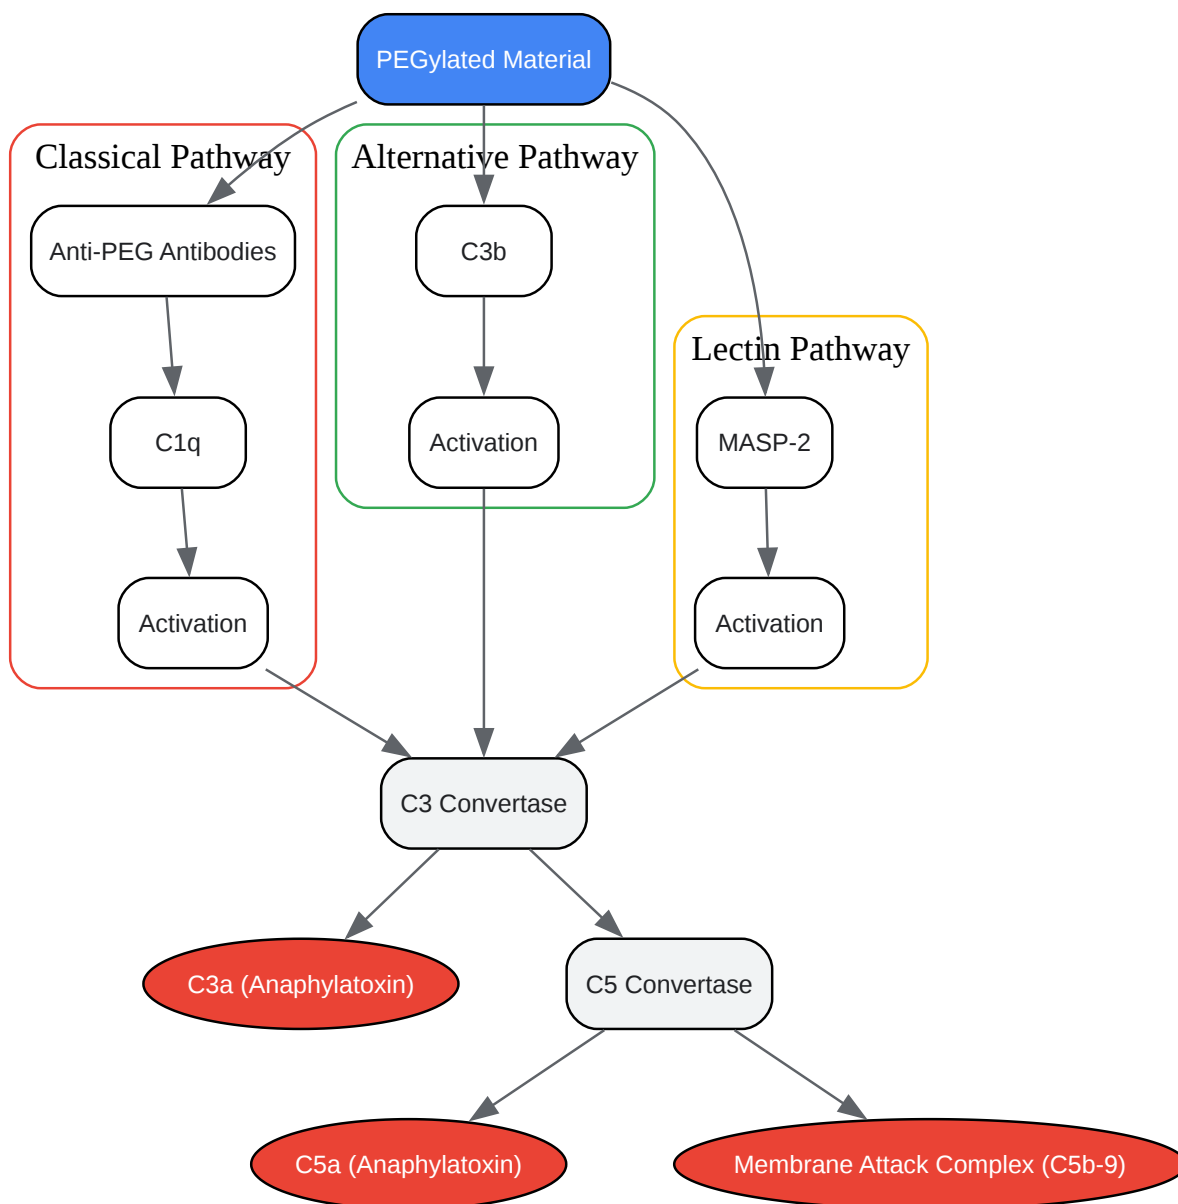 PEGylated Material
Classical Pathway
Alternative Pathway
Anti-PEG Antibodies
C3b
Lectin Pathway
C1q
Activation
MASP-2
Activation
Activation
C3 Convertase
C3a (Anaphylatoxin)
C5 Convertase
C5a (Anaphylatoxin)
Membrane Attack Complex (C5b-9)